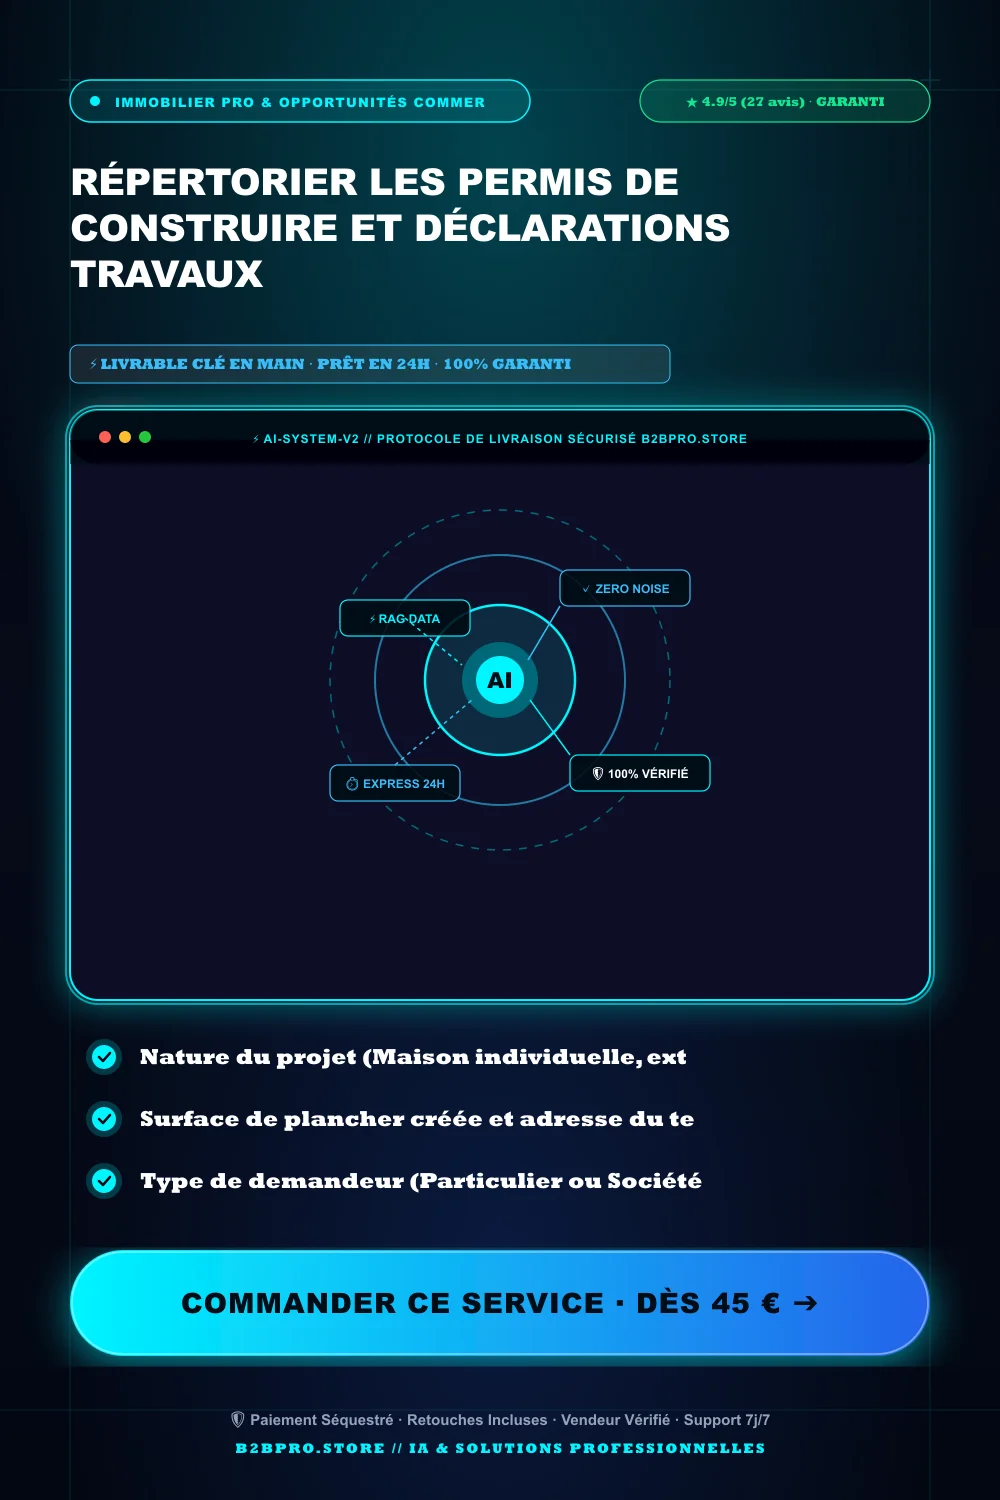 IMMOBILIER PRO & OPPORTUNITÉS COMMER
★ 4.9/5 (27 avis) · GARANTI
RÉPERTORIER LES PERMIS DE
CONSTRUIRE ET DÉCLARATIONS
TRAVAUX
⚡ LIVRABLE CLÉ EN MAIN · PRÊT EN 24H · 100% GARANTI
⚡ AI-SYSTEM-V2 // PROTOCOLE DE LIVRAISON SÉCURISÉ B2BPRO.STORE
✓ ZERO NOISE
⚡ RAG DATA
AI
⏱ EXPRESS 24H
🛡 100% VÉRIFIÉ
Nature du projet (Maison individuelle, ext
Surface de plancher créée et adresse du te
Type de demandeur (Particulier ou Société
COMMANDER CE SERVICE · DÈS 45 € →
🛡 Paiement Séquestré · Retouches Incluses · Vendeur Vérifié · Support 7j/7
B2BPRO.STORE // IA & SOLUTIONS PROFESSIONNELLES